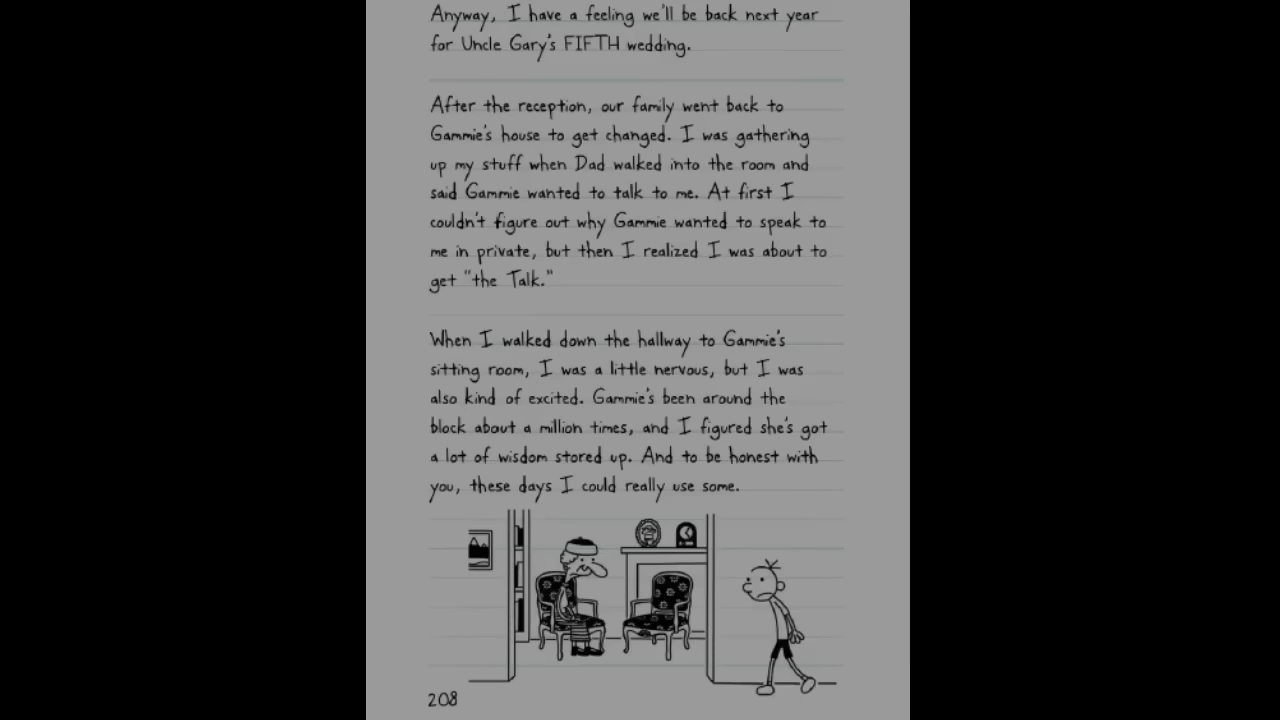 Anyway, I have a feeling we'll be back next year
for Uncle Gary's FIFTH wedding.
After the reception, our family went back to
Gammie's house to get changed. I was gathering
up my stuff when Dad walked into the room and
said Gammie wanted to talk to me. At first I
couldn't figure out why Gammie wanted to speak to
me in private, but then I realized I was about to
get "the Talk."
When I walked down the hallway to Gammie's
sitting room, I was a little nervous, but I was
also kind of excited. Gammie's been around the
block about a million times, and I figured she's got
a lot of wisdom stored up. And to be honest with
you, these days I could really use some.
208